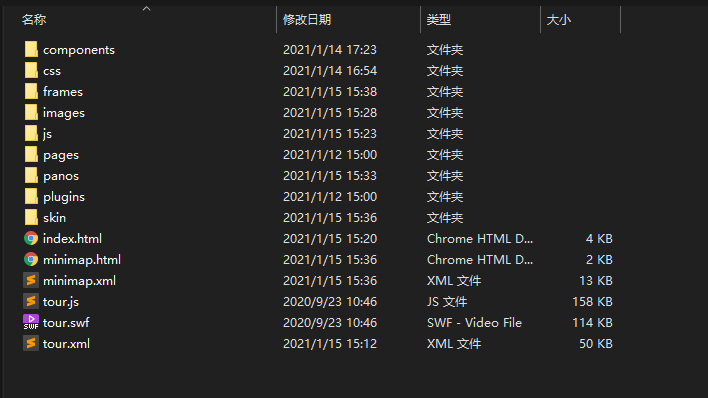 名称 修改日期 类型 大小
components 2021/1/14 17:23 文件夹
css 2021/1/14 16:54 文件夹
frames 2021/1/15 15:38 文件夹
images 2021/1/15 15:28 文件夹
js 2021/1/15 15:23 文件夹
pages 2021/1/12 15:00 文件夹
panos 2021/1/15 15:33 文件夹
plugins 2021/1/12 15:00 文件夹
skin 2021/1/15 15:36 文件夹
index.html 2021/1/15 15:20 Chrome HTML D... 4 KB
minimap.html 2021/1/15 15:36 Chrome HTML D... 2 KB
minimap.xml 2021/1/15 15:36 XML 文件 13 KB
tour.js 2020/9/23 10:46 JS 文件 158 KB
SWF tour.swf 2020/9/23 10:46 SWF - Video File 114 KB
tour.xml 2021/1/15 15:12 XML 文件 50 KB